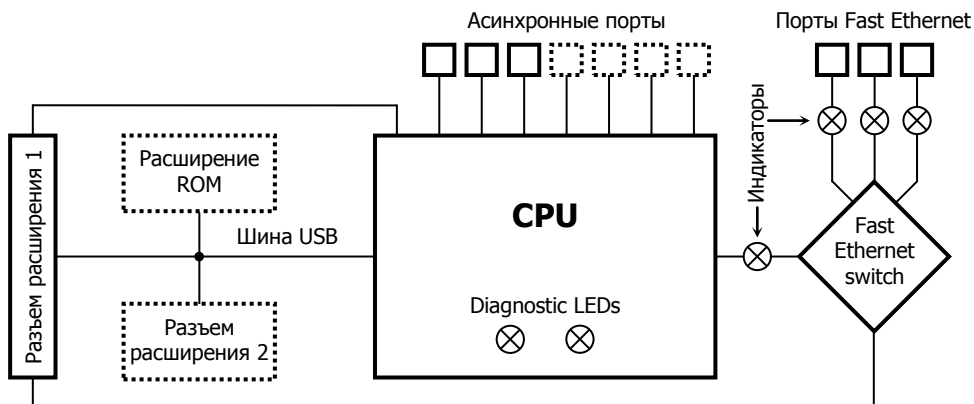 Асинхронные порты
Порты Fast Ethernet
Индикаторы
Разъем расширения 1
Расширение
ROM
CPU
Шина USB
Fast
Ethernet
switch
Разъем
расширения 2
Diagnostic LEDs